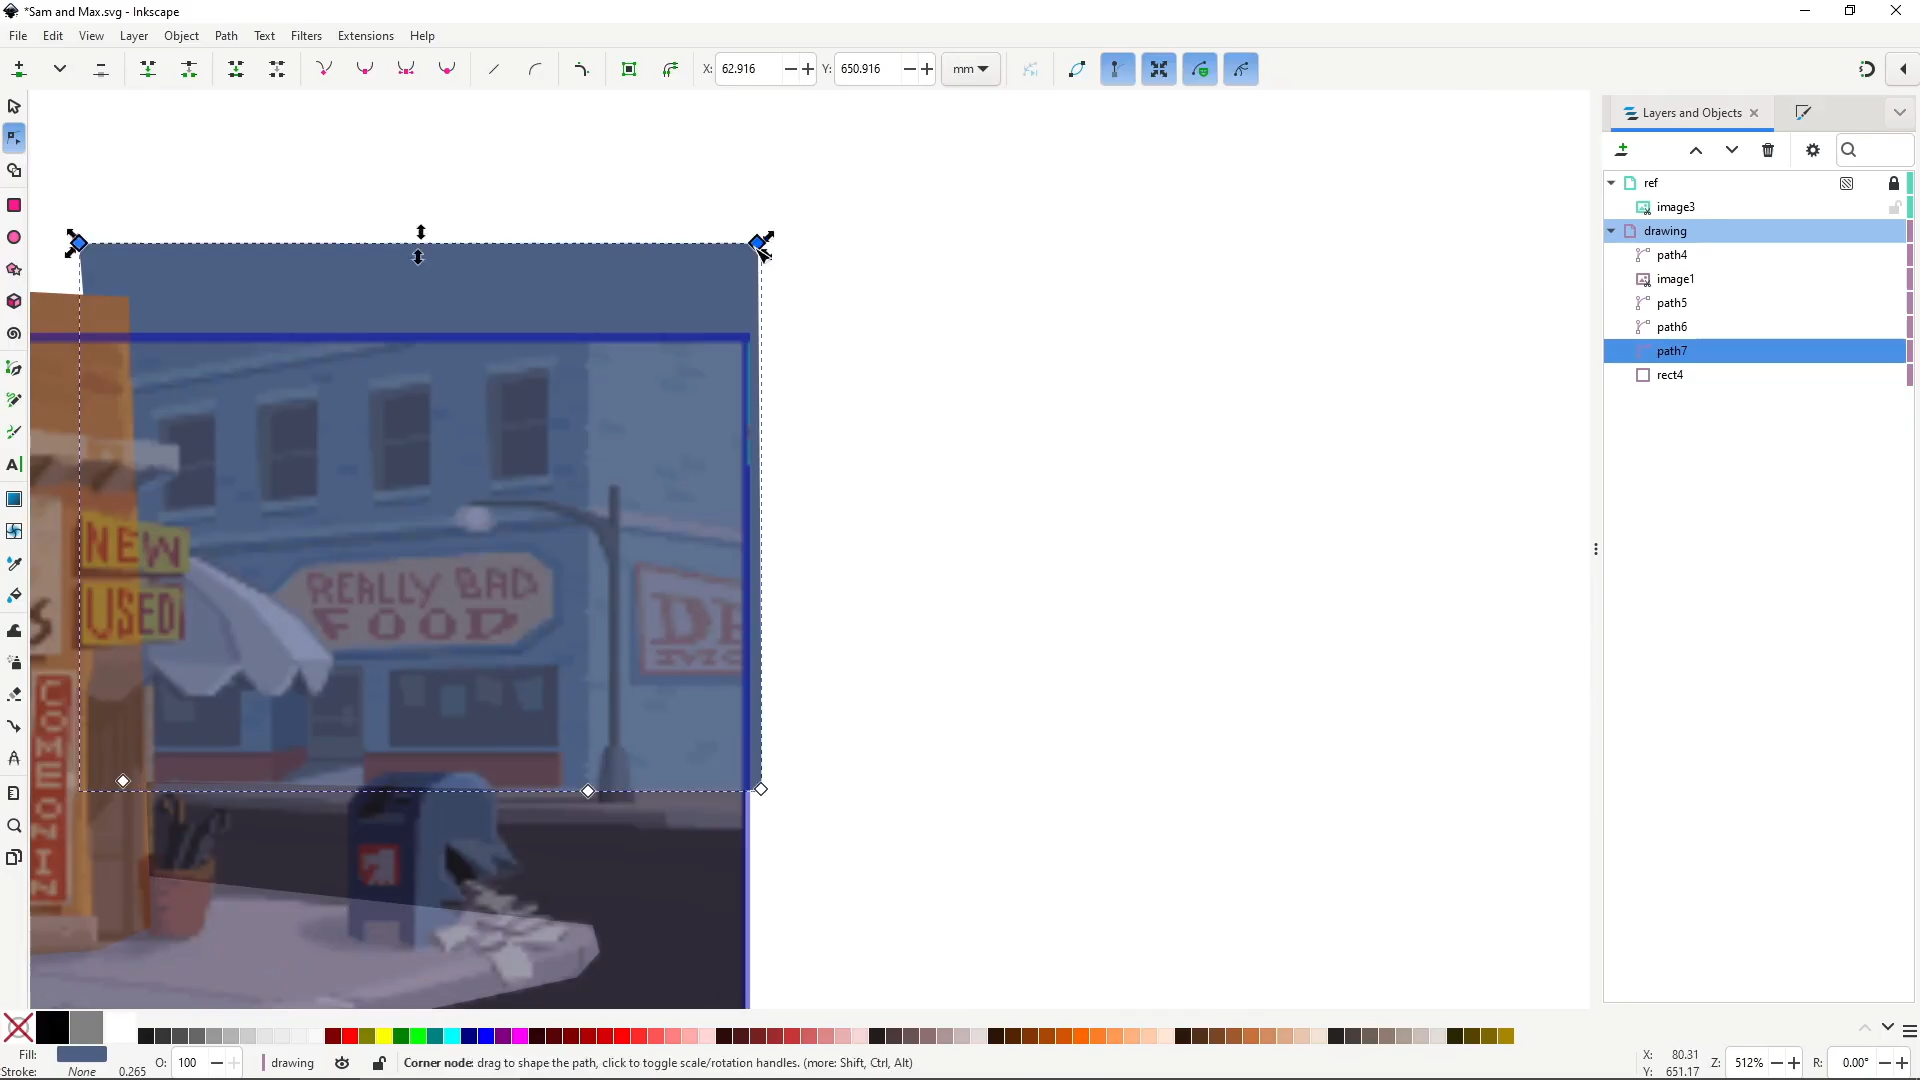 *Sam and Max.svg - Inkscape
File Edit View Layer Object Path Text Filters Extensions Help
X: 62.916 Y: 650.916 mm
Layers and Objects
ref
image3
drawing
path4
image1
path5
path6
path7
rect4
NEW
USED
REALLY BAD
FOOD
COME ON IN
Fill:
Stroke: None 0.265
O: 100
drawing
Corner node: drag to shape the path, click to toggle scale/rotation handles. (more: Shift, Ctrl, Alt)
X: 80.31
Y: 651.17
Z: 512%
R: 0.00°